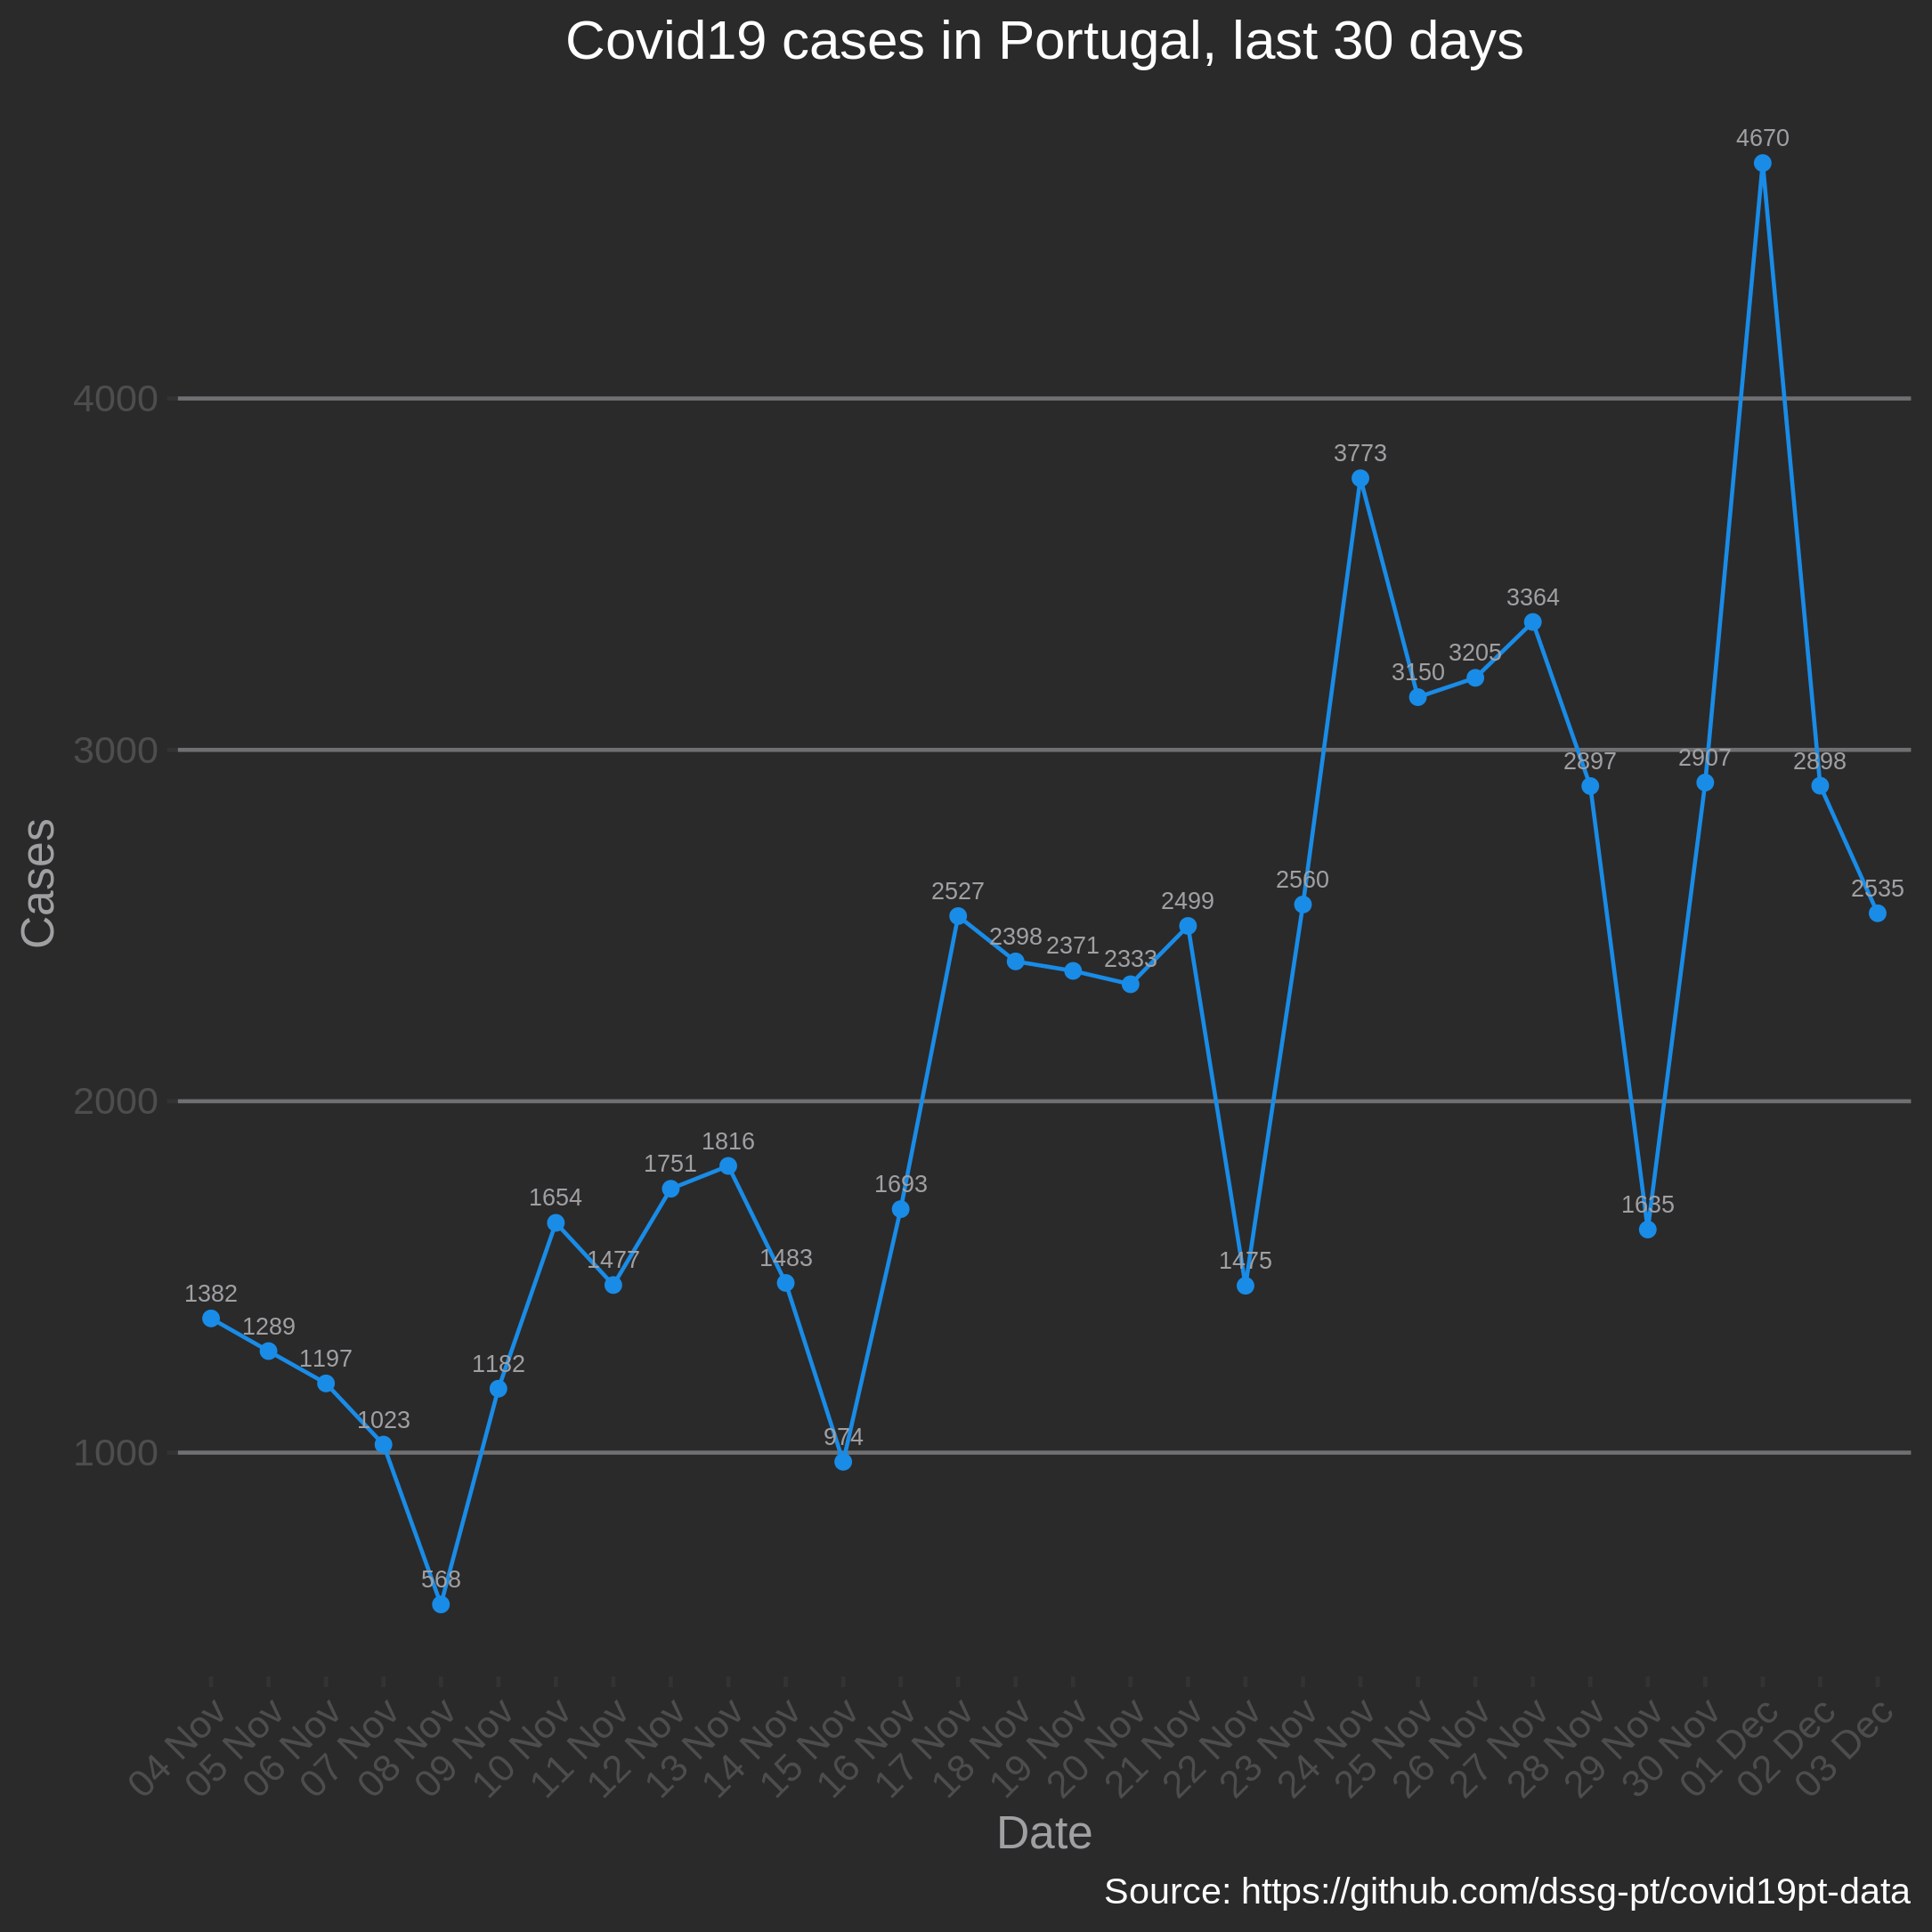 Covid19 cases in Portugal, last 30 days
4670
4000
3773
3364
3205
3150
3000
2907
2897
2898
2560
2535
2527
2499
2398
2371
2333
2000
1816
1751
1693
1654
1635
1483
1477
1475
1382
1289
1197
1182
1023
1000
974
568
Cases
04 Nov
05 Nov
06 Nov
07 Nov
08 Nov
09 Nov
10 Nov
11 Nov
12 Nov
13 Nov
14 Nov
15 Nov
16 Nov
17 Nov
18 Nov
19 Nov
20 Nov
21 Nov
22 Nov
23 Nov
24 Nov
25 Nov
26 Nov
27 Nov
28 Nov
29 Nov
30 Nov
01 Dec
02 Dec
03 Dec
Date
Source: https://github.com/dssg-pt/covid19pt-data